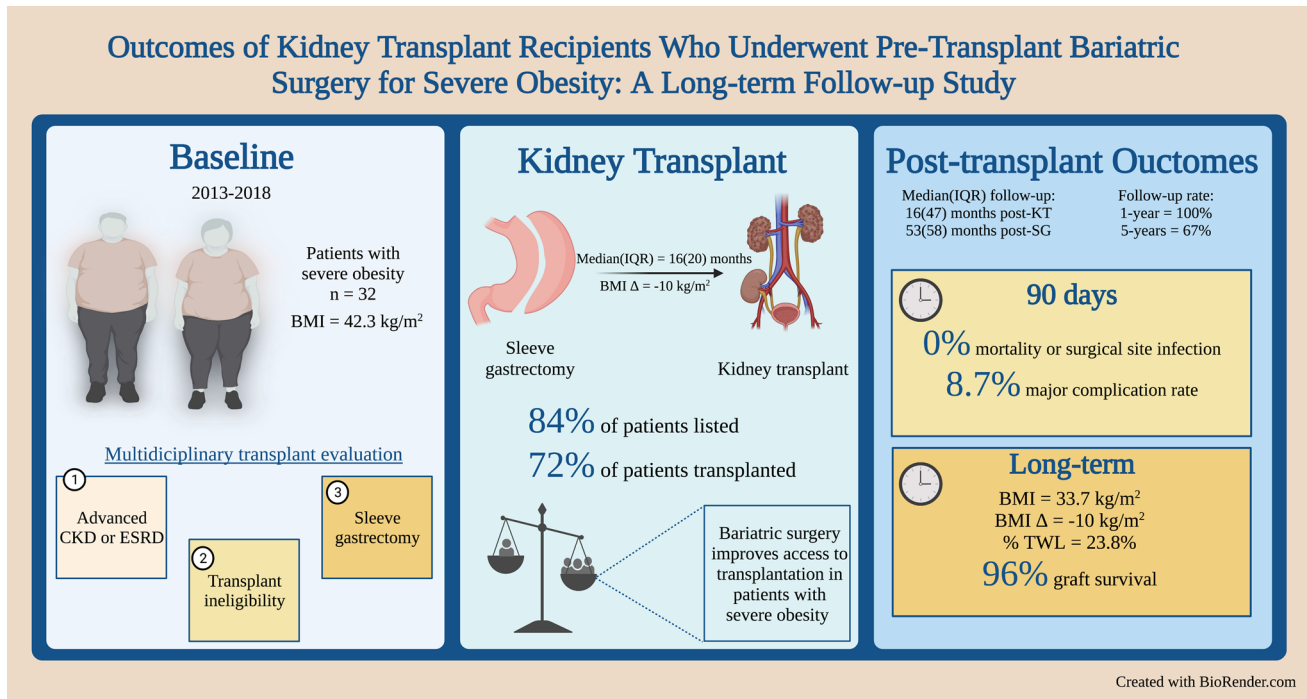 Outcomes of Kidney Transplant Recipients Who Underwent Pre-Transplant Bariatric
Surgery for Severe Obesity: A Long-term Follow-up Study
Baseline
2013-2018
Patients with
severe obesity
n = 32
BMI = 42.3 kg/m²
Multidiciplinary transplant evaluation
1
Advanced
CKD or ESRD
2
Transplant
ineligibility
3
Sleeve
gastrectomy
Kidney Transplant
Median(IQR) = 16(20) months
BMI Δ = -10 kg/m²
Sleeve
gastrectomy
Kidney transplant
84% of patients listed
72% of patients transplanted
Bariatric surgery
improves access to
transplantation in
patients with
severe obesity
Post-transplant Ouctomes
Median(IQR) follow-up:
16(47) months post-KT
53(58) months post-SG
Follow-up rate:
1-year = 100%
5-years = 67%
90 days
0% mortality or surgical site infection
8.7% major complication rate
Long-term
BMI = 33.7 kg/m²
BMI Δ = -10 kg/m²
% TWL = 23.8%
96% graft survival
Created with BioRender.com